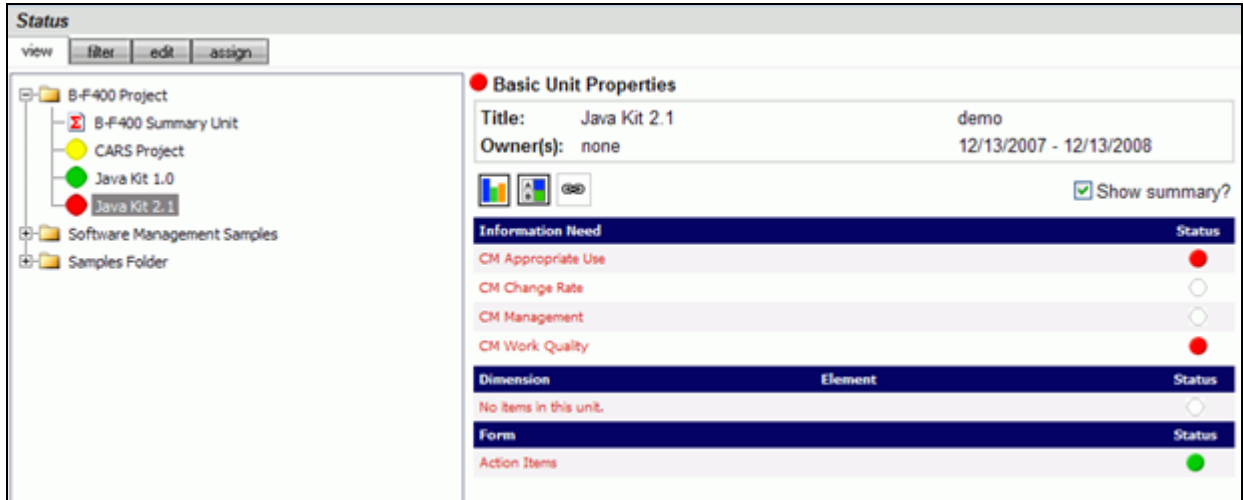 Status
view filter edit assign
B-F400 Project
B-F400 Summary Unit
CARS Project
Java Kit 1.0
Java Kit 2.1
Software Management Samples
Samples Folder
Basic Unit Properties
Title: Java Kit 2.1 demo
Owner(s): none 12/13/2007 - 12/13/2008
Show summary?
Information Need Status
CM Appropriate Use
CM Change Rate
CM Management
CM Work Quality
Dimension Element Status
No items in this unit.
Form Status
Action Items